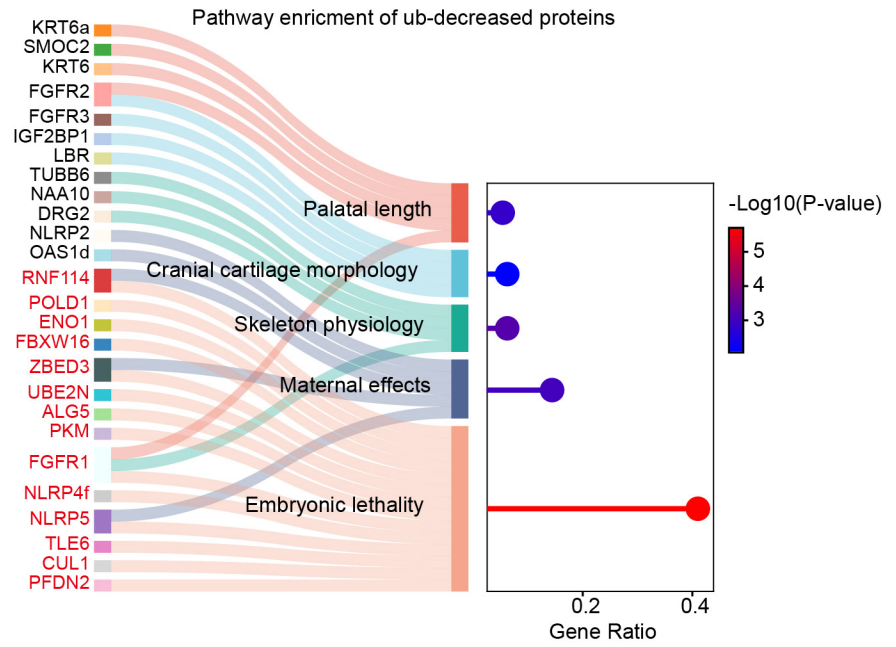 Pathway enricment of ub-decreased proteins
KRT6a
SMOC2
KRT6
FGFR2
FGFR3
IGF2BP1
LBR
TUBB6
NAA10
DRG2
NLRP2
OAS1d
RNF114
POLD1
ENO1
FBXW16
ZBED3
UBE2N
ALG5
PKM
FGFR1
NLRP4f
NLRP5
TLE6
CUL1
PFDN2
Palatal length
Cranial cartilage morphology
Skeleton physiology
Maternal effects
Embryonic lethality
0.2 0.4
Gene Ratio
-Log10(P-value)
5
4
3